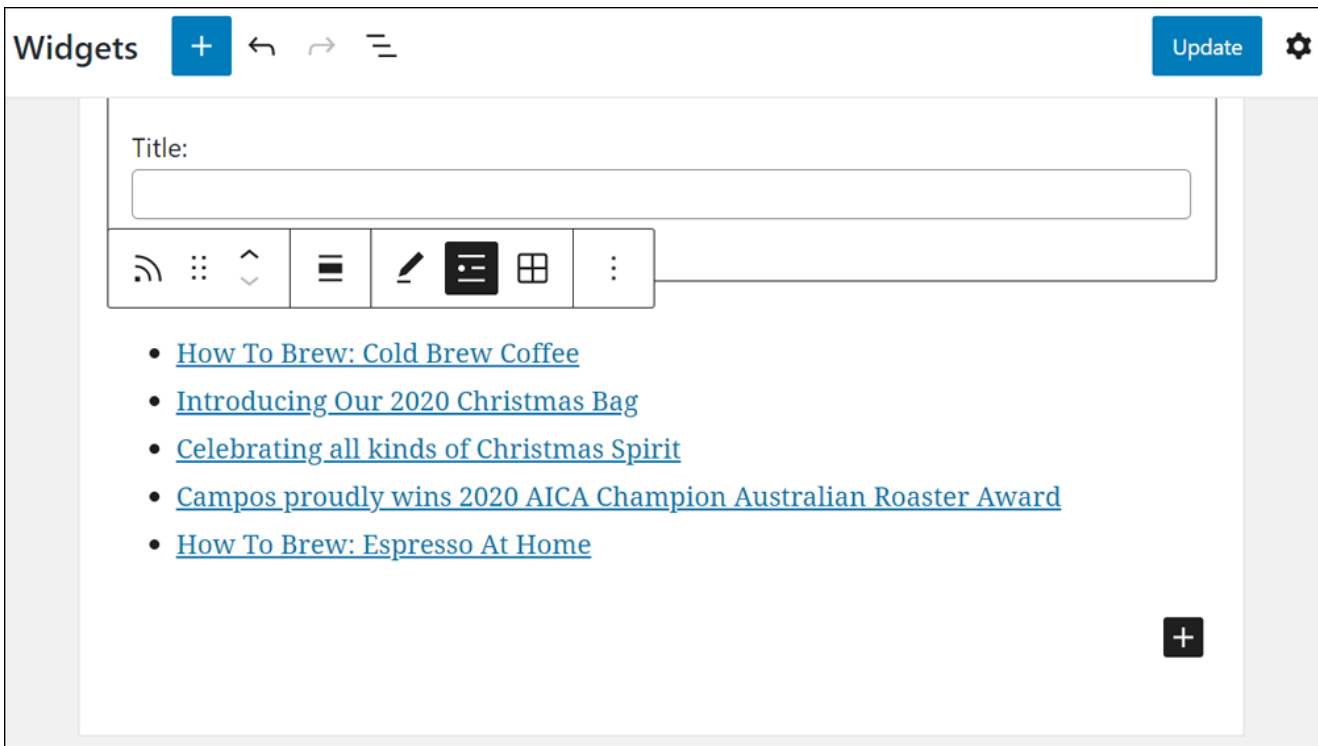 Widgets
Update
Title:
How To Brew: Cold Brew Coffee
Introducing Our 2020 Christmas Bag
Celebrating all kinds of Christmas Spirit
Campos proudly wins 2020 AICA Champion Australian Roaster Award
How To Brew: Espresso At Home